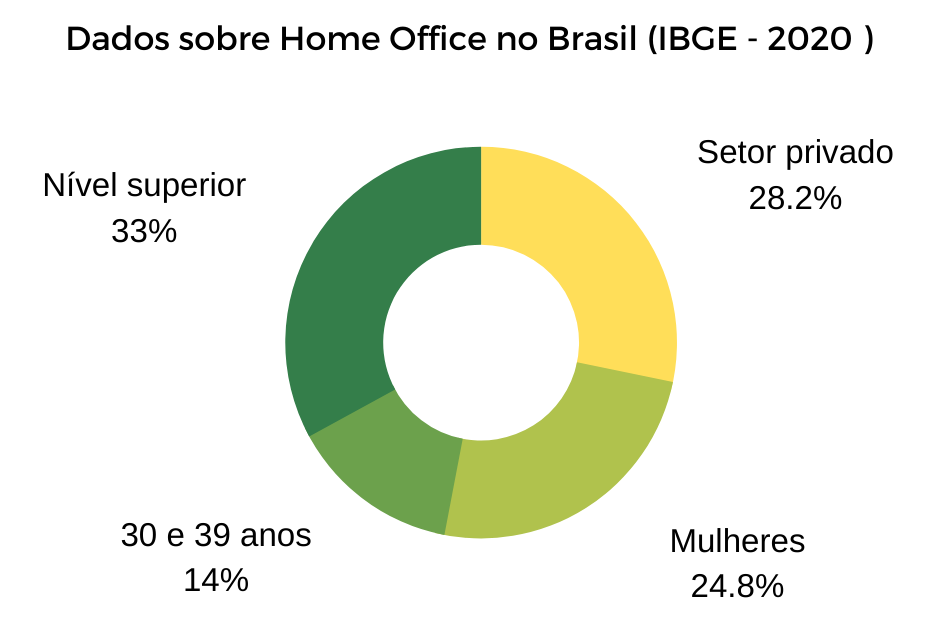 Dados sobre Home Office no Brasil (IBGE - 2020 )
Setor privado
28.2%
Nível superior
33%
30 e 39 anos
14%
Mulheres
24.8%